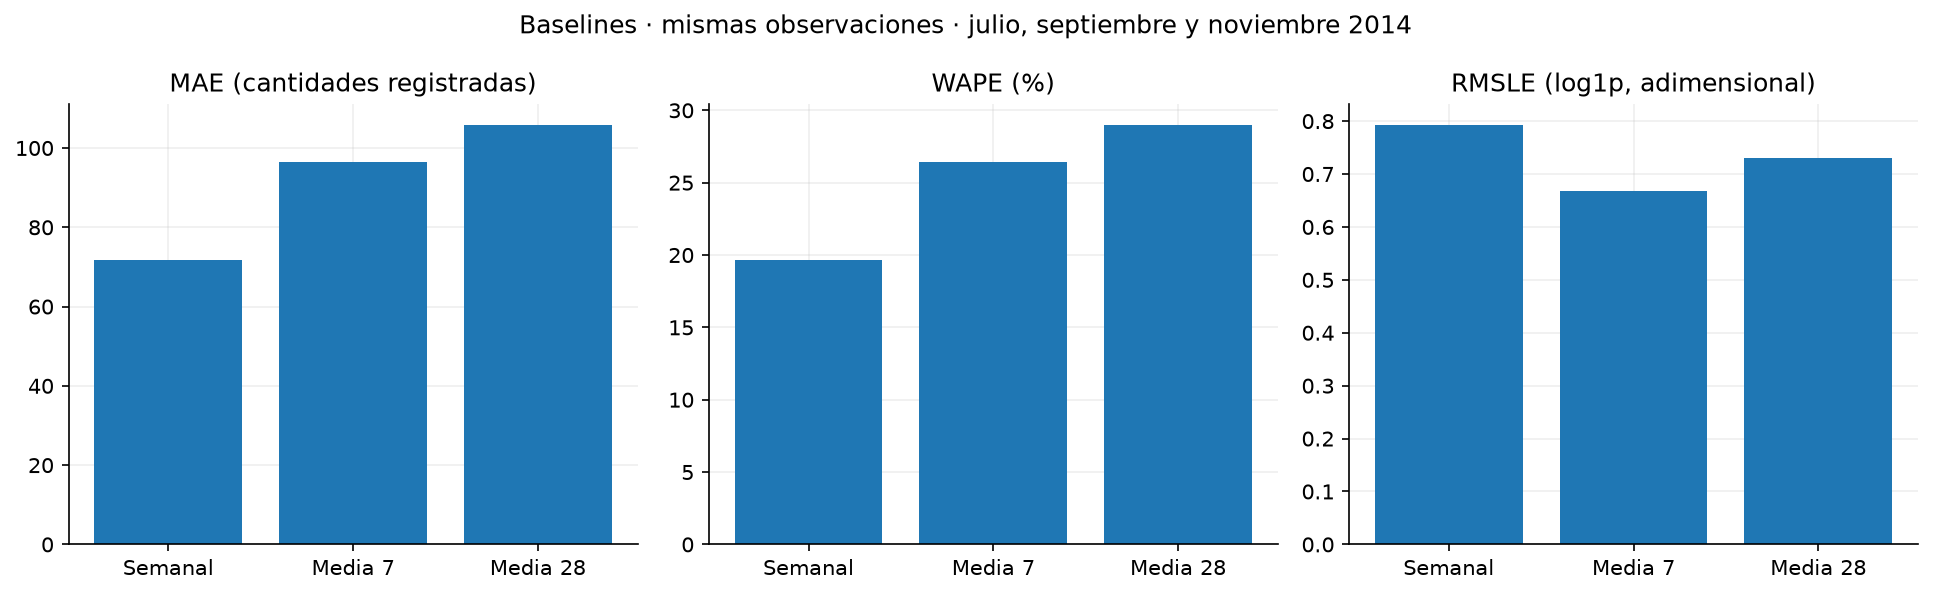 Baselines · mismas observaciones · julio, septiembre y noviembre 2014
MAE (cantidades registradas)
100
80
60
40
20
0
Semanal
Media 7
Media 28
WAPE (%)
30
25
20
15
10
5
0
Semanal
Media 7
Media 28
RMSLE (log1p, adimensional)
0.8
0.7
0.6
0.5
0.4
0.3
0.2
0.1
0.0
Semanal
Media 7
Media 28